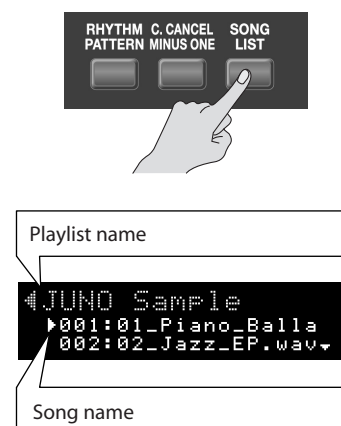 RHYTHM C. CANCEL SONG
PATTERN MINUS ONE LIST
Playlist name
JUNO Sample
001:01_Piano_Balla
002:02_Jazz_EP.wav
Song name